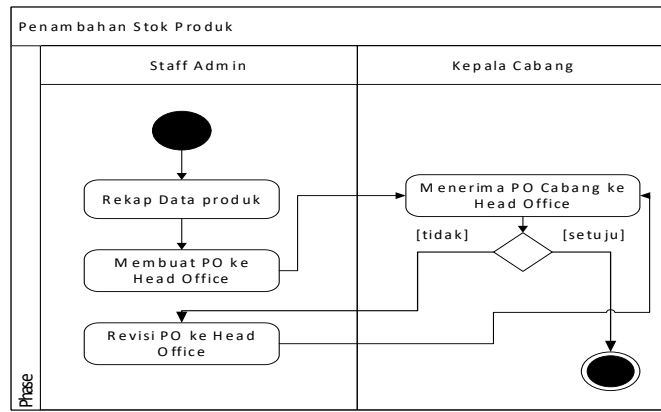 Penambahan Stok Produk
Staff Admin
Kepala Cabang
Rekap Data produk
Menerima PO Cabang ke
Head Office
[tidak]
[setuju]
Membuat PO ke
Head Office
Revisi PO ke Head
Office
Phase